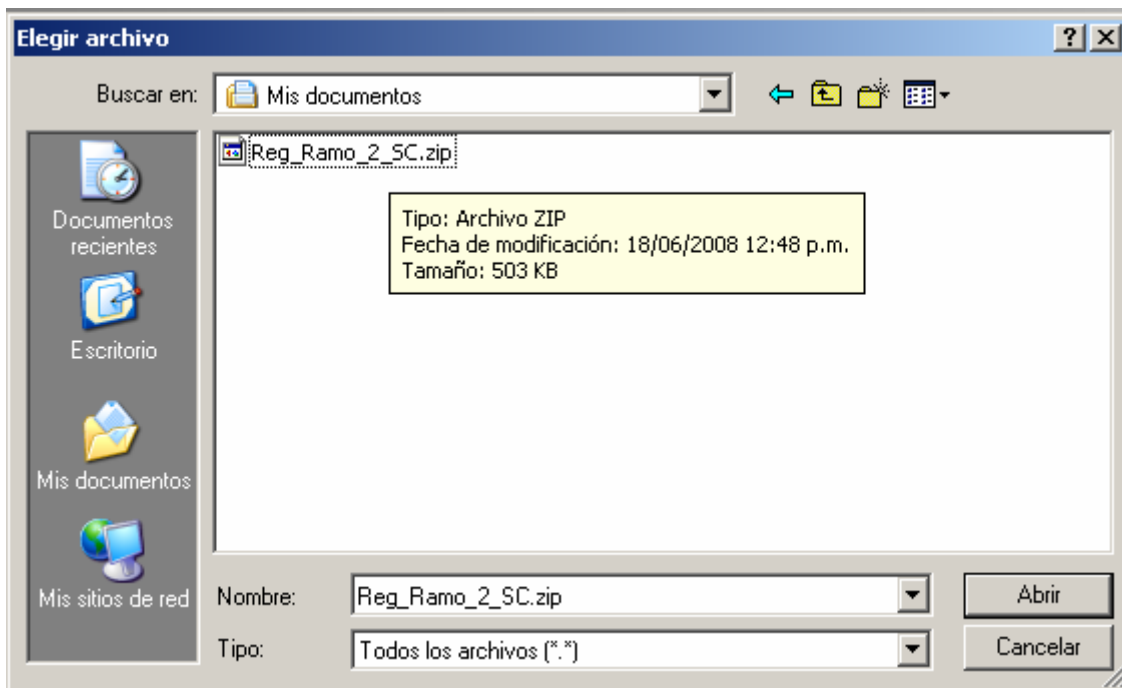 Elegir archivo
Buscar en: Mis documentos
Reg_Ramo_2_SC.zip
Tipo: Archivo ZIP
Fecha de modificación: 18/06/2008 12:48 p.m.
Tamaño: 503 KB
Documentos
recientes
Escritorio
Mis documentos
Mis sitios de red
Nombre: Reg_Ramo_2_SC.zip Abrir
Tipo: Todos los archivos (*.*) Cancelar